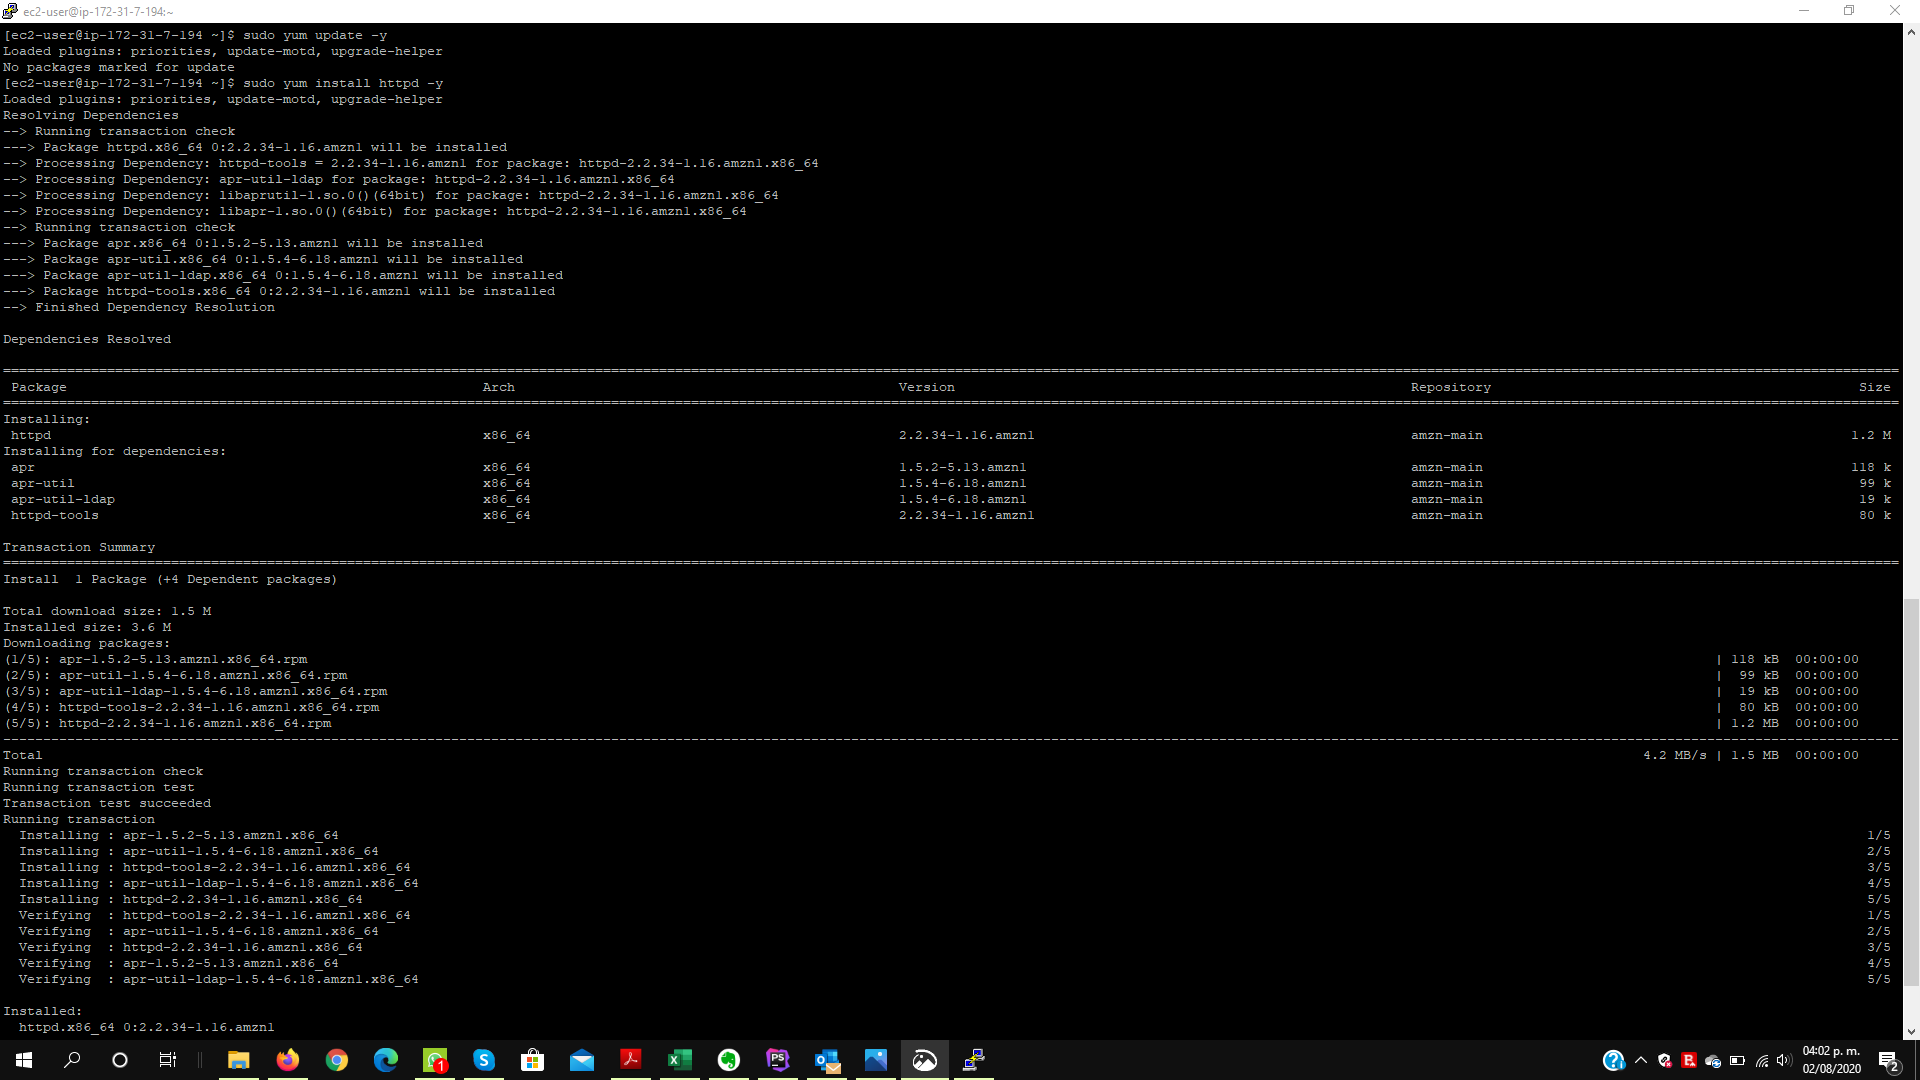 ec2-user@ip-172-31-7-194:~
[ec2-user@ip-172-31-7-194 ~]$ sudo yum update -y
Loaded plugins: priorities, update-motd, upgrade-helper
No packages marked for update
[ec2-user@ip-172-31-7-194 ~]$ sudo yum install httpd -y
Loaded plugins: priorities, update-motd, upgrade-helper
Resolving Dependencies
--> Running transaction check
---> Package httpd.x86_64 0:2.2.34-1.16.amzn1 will be installed
--> Processing Dependency: httpd-tools = 2.2.34-1.16.amzn1 for package: httpd-2.2.34-1.16.amzn1.x86_64
--> Processing Dependency: apr-util-ldap for package: httpd-2.2.34-1.16.amzn1.x86_64
--> Processing Dependency: libaprutil-1.so.0()(64bit) for package: httpd-2.2.34-1.16.amzn1.x86_64
--> Processing Dependency: libapr-1.so.0()(64bit) for package: httpd-2.2.34-1.16.amzn1.x86_64
--> Running transaction check
---> Package apr.x86_64 0:1.5.2-5.13.amzn1 will be installed
---> Package apr-util.x86_64 0:1.5.4-6.18.amzn1 will be installed
---> Package apr-util-ldap.x86_64 0:1.5.4-6.18.amzn1 will be installed
---> Package httpd-tools.x86_64 0:2.2.34-1.16.amzn1 will be installed
--> Finished Dependency Resolution
Dependencies Resolved
Package Arch Version Repository Size
Installing:
httpd x86_64 2.2.34-1.16.amzn1 amzn-main 1.2 M
Installing for dependencies:
apr x86_64 1.5.2-5.13.amzn1 amzn-main 118 k
apr-util x86_64 1.5.4-6.18.amzn1 amzn-main 99 k
apr-util-ldap x86_64 1.5.4-6.18.amzn1 amzn-main 19 k
httpd-tools x86_64 2.2.34-1.16.amzn1 amzn-main 80 k
Transaction Summary
Install 1 Package (+4 Dependent packages)
Total download size: 1.5 M
Installed size: 3.6 M
Downloading packages:
(1/5): apr-1.5.2-5.13.amzn1.x86_64.rpm | 118 kB 00:00:00
(2/5): apr-util-1.5.4-6.18.amzn1.x86_64.rpm | 99 kB 00:00:00
(3/5): apr-util-ldap-1.5.4-6.18.amzn1.x86_64.rpm | 19 kB 00:00:00
(4/5): httpd-tools-2.2.34-1.16.amzn1.x86_64.rpm | 80 kB 00:00:00
(5/5): httpd-2.2.34-1.16.amzn1.x86_64.rpm | 1.2 MB 00:00:00
Total 4.2 MB/s | 1.5 MB 00:00:00
Running transaction check
Running transaction test
Transaction test succeeded
Running transaction
Installing : apr-1.5.2-5.13.amzn1.x86_64 1/5
Installing : apr-util-1.5.4-6.18.amzn1.x86_64 2/5
Installing : httpd-tools-2.2.34-1.16.amzn1.x86_64 3/5
Installing : apr-util-ldap-1.5.4-6.18.amzn1.x86_64 4/5
Installing : httpd-2.2.34-1.16.amzn1.x86_64 5/5
Verifying : httpd-tools-2.2.34-1.16.amzn1.x86_64 1/5
Verifying : apr-util-1.5.4-6.18.amzn1.x86_64 2/5
Verifying : httpd-2.2.34-1.16.amzn1.x86_64 3/5
Verifying : apr-1.5.2-5.13.amzn1.x86_64 4/5
Verifying : apr-util-ldap-1.5.4-6.18.amzn1.x86_64 5/5
Installed:
httpd.x86_64 0:2.2.34-1.16.amzn1
04:02 p. m.
02/08/2020